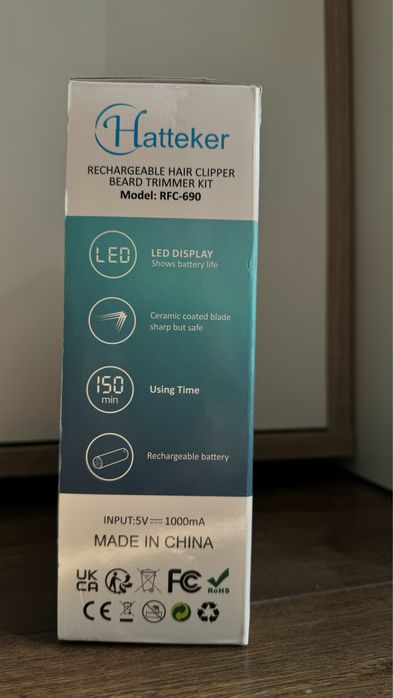 Hatteker
RECHARGEABLE HAIR CLIPPER
BEARD TRIMMER KIT
Model: RFC-690
LED
LED DISPLAY
Shows battery life
Ceramic coated blade
sharp but safe
150
min
Using Time
Rechargeable battery
INPUT:5V⎓1000mA
MADE IN CHINA
UK
CA
FC
RoHS
CE